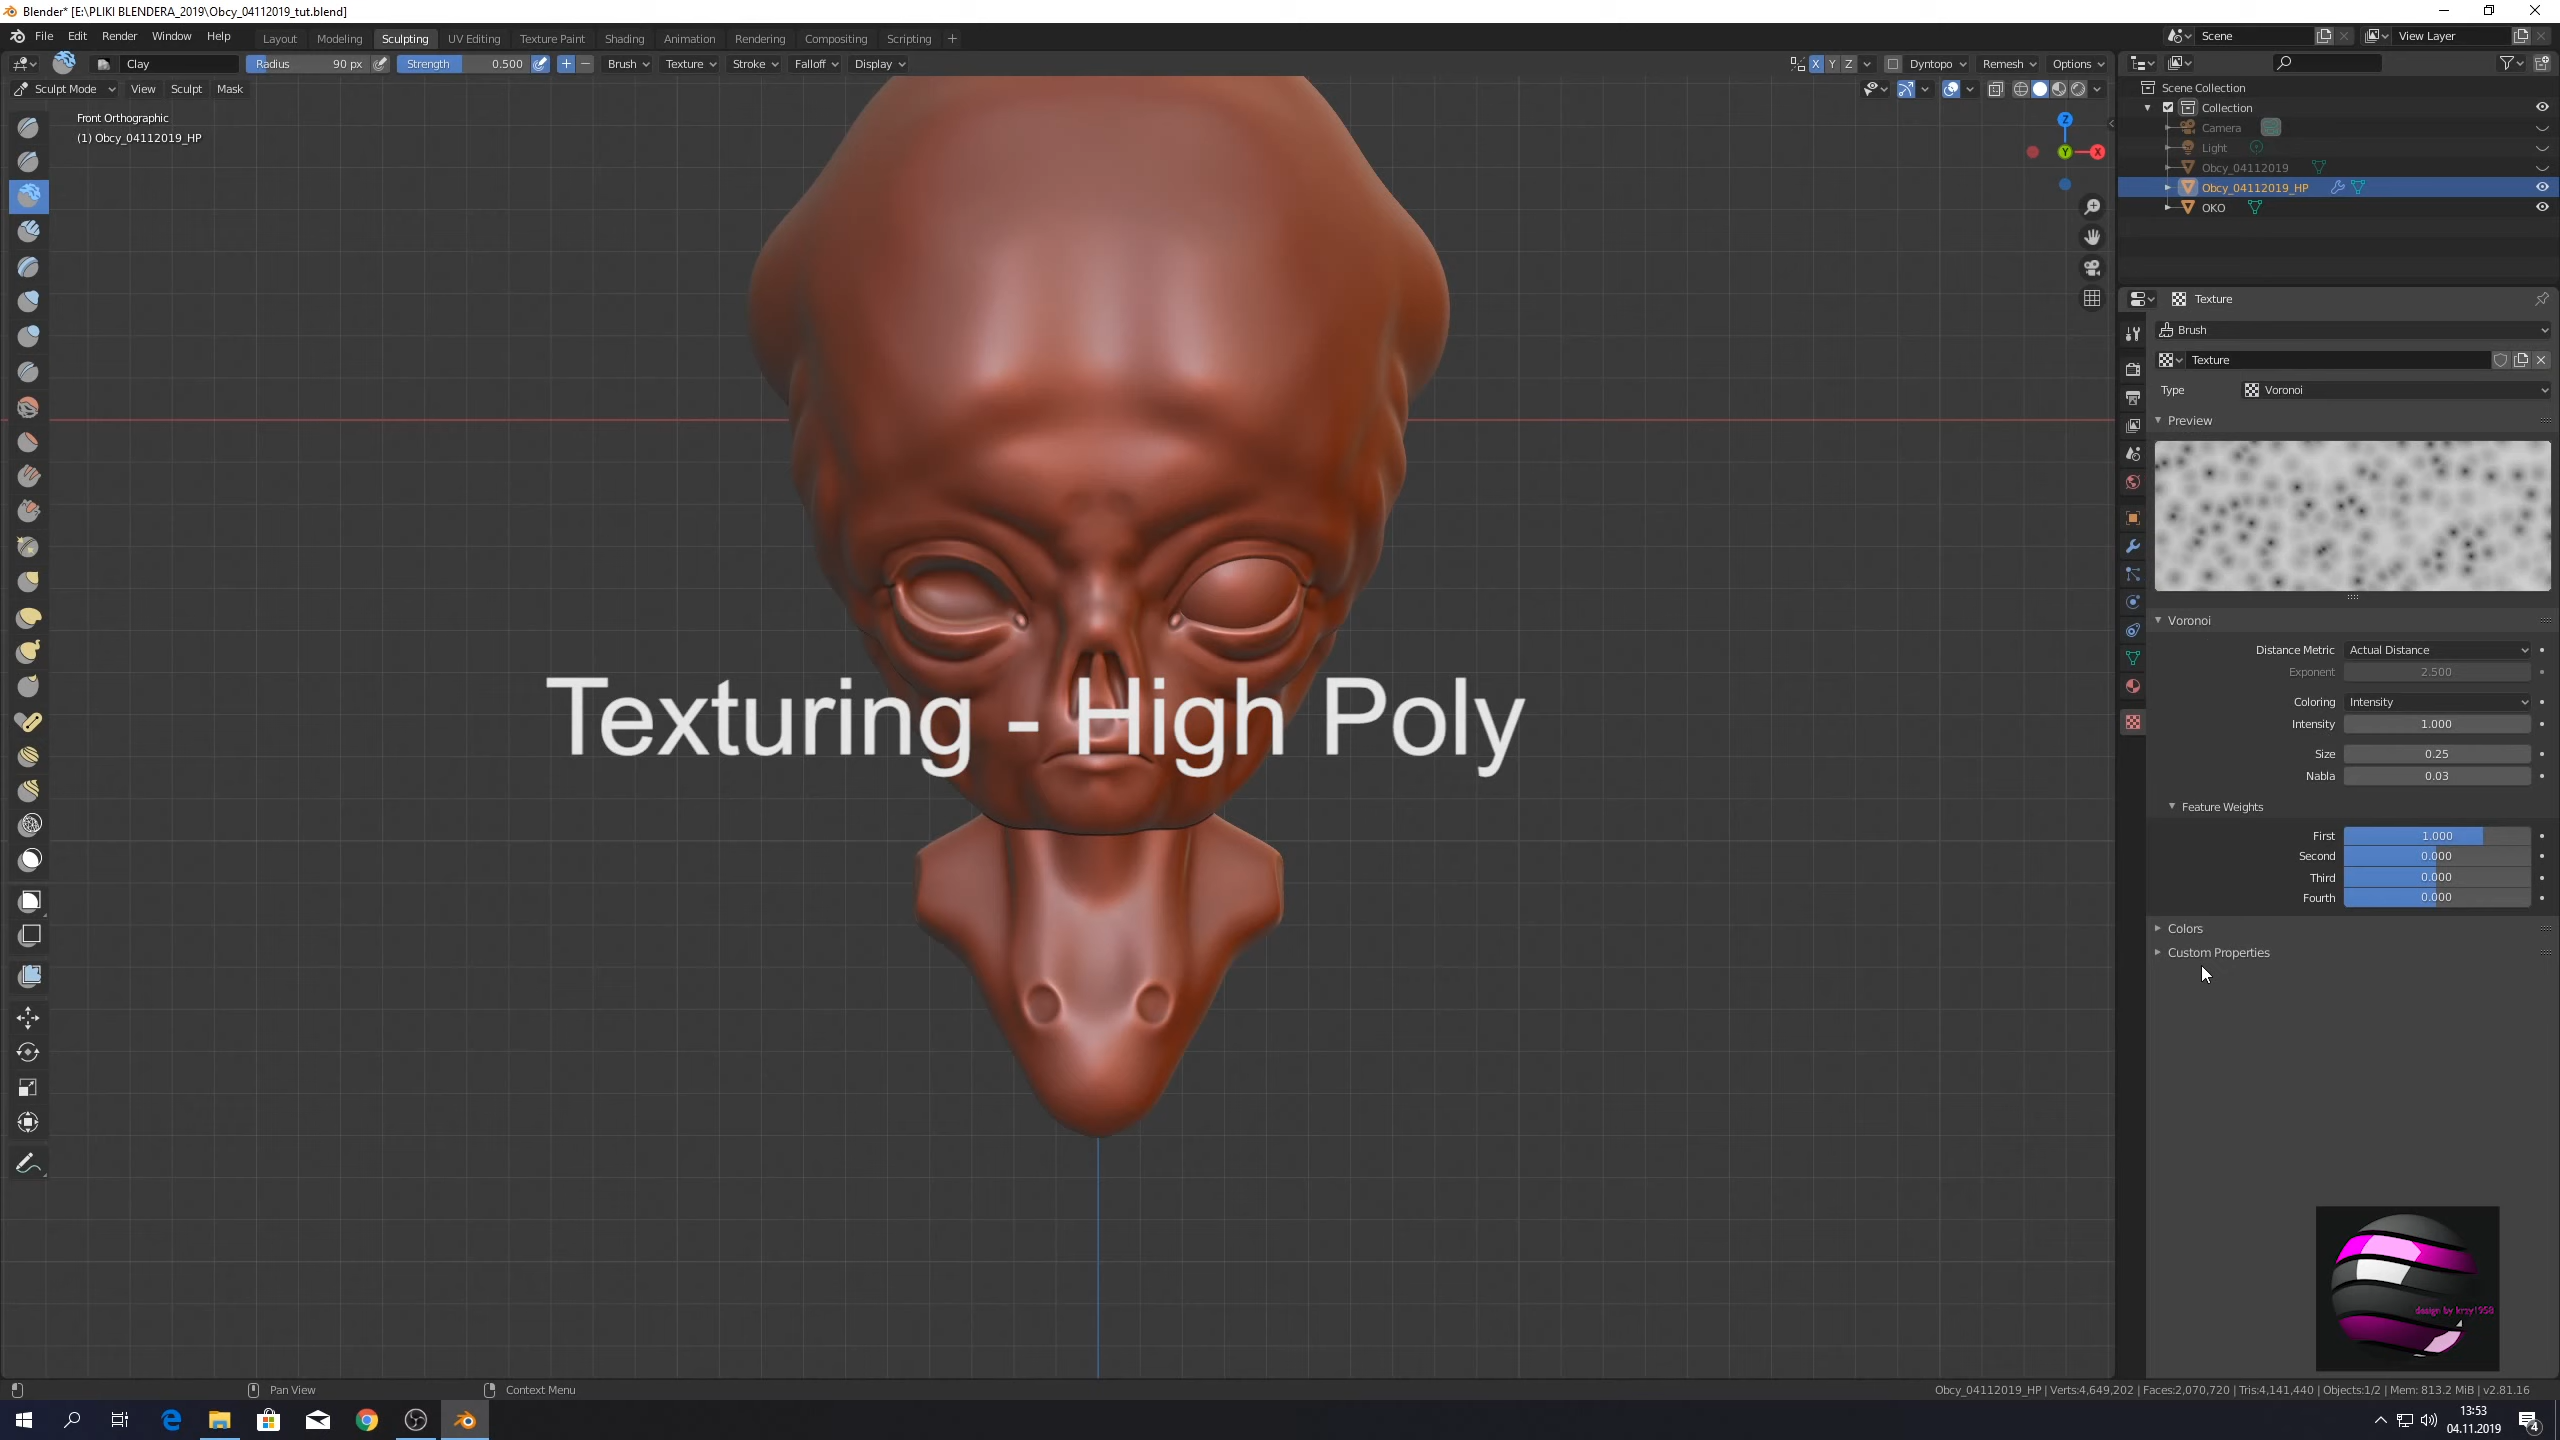 Blender* [E:\PLIKI BLENDERA_2019\Obcy_04112019_tut.blend]
File Edit Render Window Help Layout Modeling Sculpting UV Editing Texture Paint Shading Animation Rendering Compositing Scripting + Scene View Layer
Clay Radius 90 px Strength 0.500 Brush Texture Stroke Falloff Display X Y Z Dyntopo Remesh Options
Sculpt Mode View Sculpt Mask
Front Orthographic
(1) Obcy_04112019_HP
Z
Y
X
Scene Collection
Collection
Camera
Light
Obcy_04112019
Obcy_04112019_HP
OKO
Texture
Brush
Texture
Type Voronoi
Preview
Voronoi
Distance Metric Actual Distance
Exponent 2.500
Coloring Intensity
Intensity 1.000
Size 0.25
Nabla 0.03
Feature Weights
First 1.000
Second 0.000
Third 0.000
Fourth 0.000
Colors
Custom Properties
Texturing - High Poly
design by krzy1958
Pan View Context Menu Obcy_04112019_HP | Verts:4,649,202 | Faces:2,070,720 | Tris:4,141,440 | Objects:1/2 | Mem: 813.2 MiB | v2.81.16
13:53
04.11.2019
4